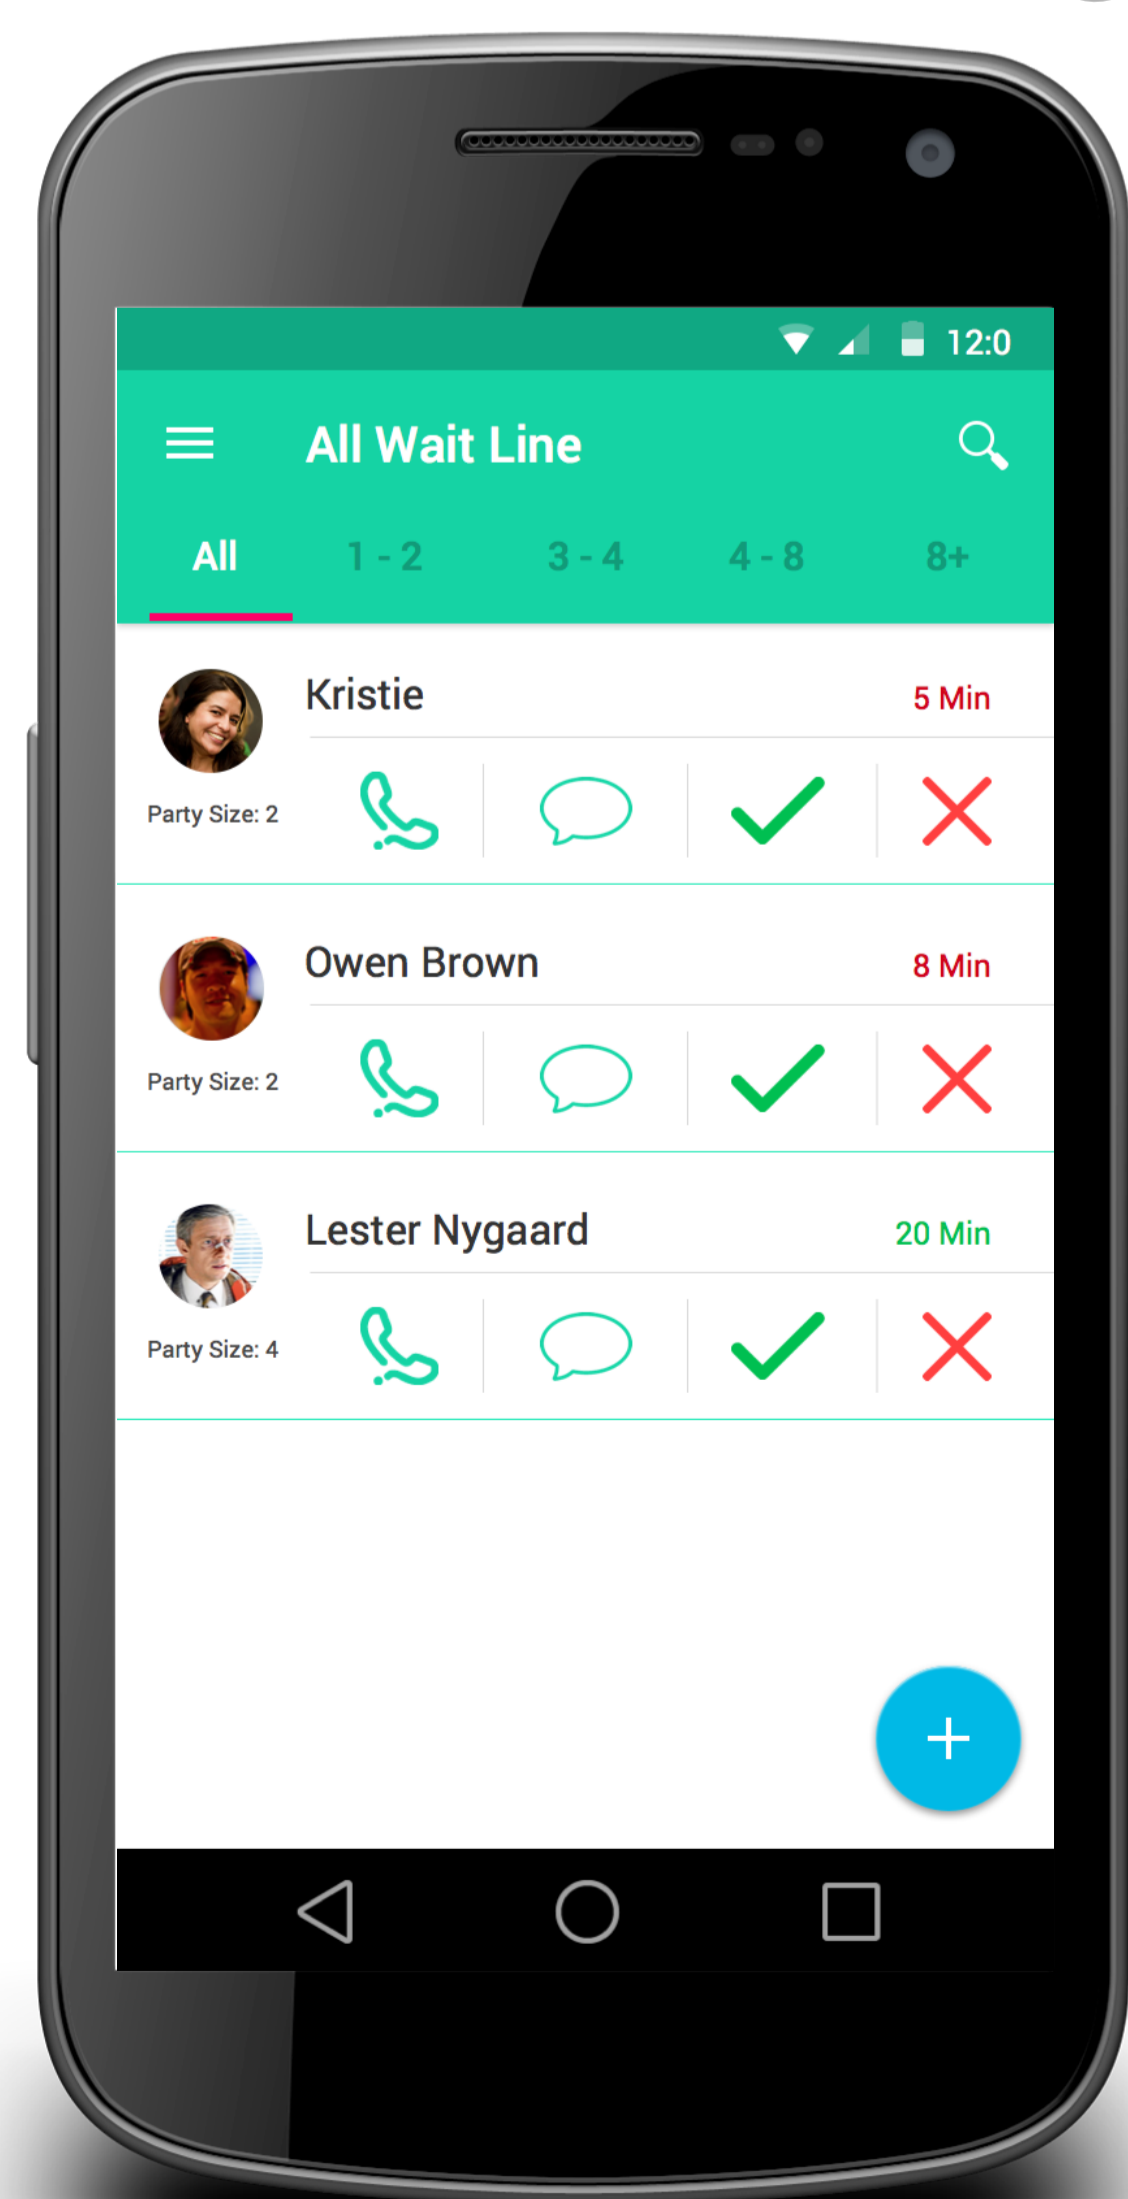 12:0
All Wait Line
All 1 - 2 3 - 4 4 - 8 8+
Kristie 5 Min
Party Size: 2
Owen Brown 8 Min
Party Size: 2
Lester Nygaard 20 Min
Party Size: 4